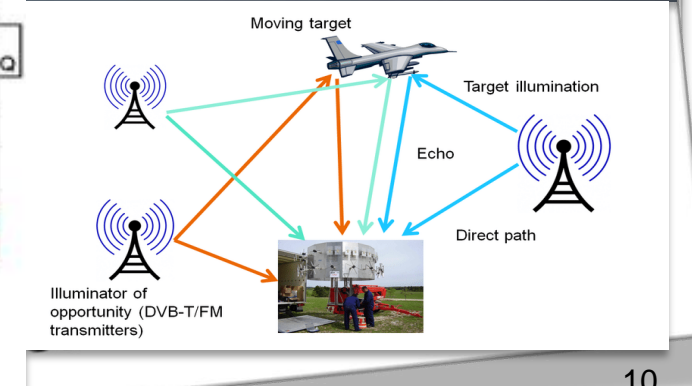 Moving target
Target illumination
Echo
Direct path
Illuminator of
opportunity (DVB-T/FM
transmitters)
10